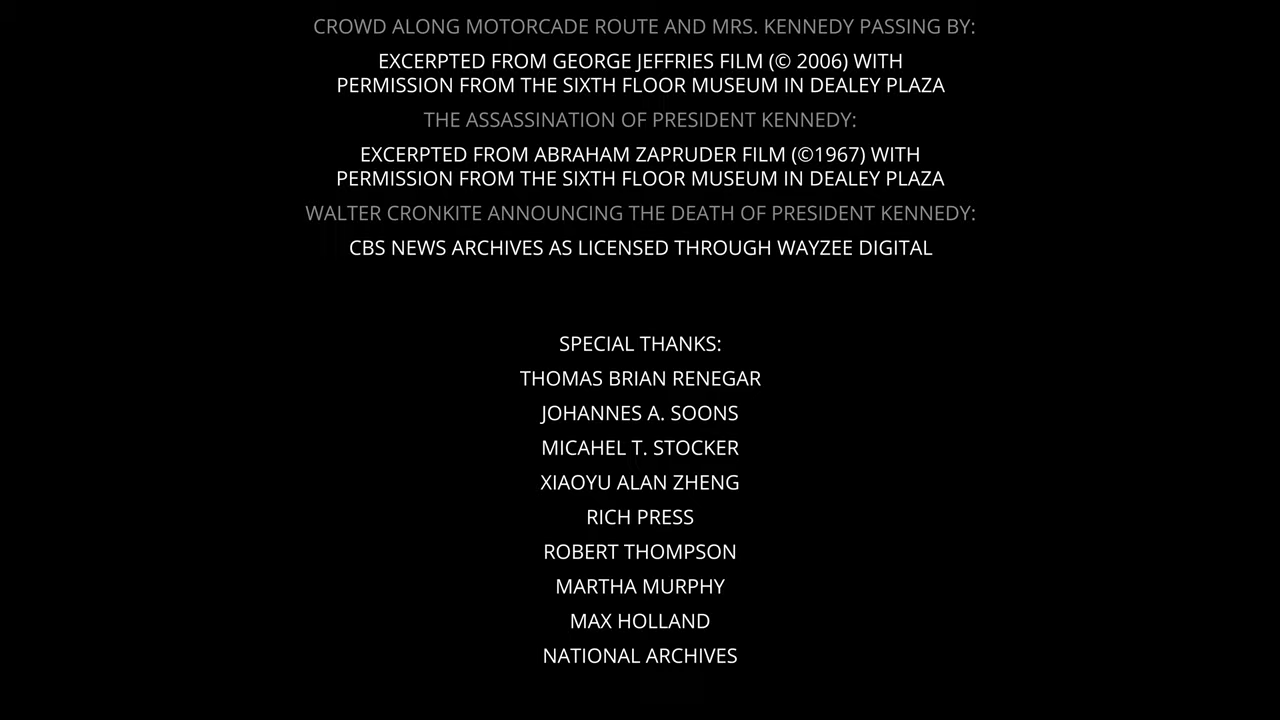 CROWD ALONG MOTORCADE ROUTE AND MRS. KENNEDY PASSING BY:
EXCERPTED FROM GEORGE JEFFRIES FILM (© 2006) WITH
PERMISSION FROM THE SIXTH FLOOR MUSEUM IN DEALEY PLAZA
THE ASSASSINATION OF PRESIDENT KENNEDY:
EXCERPTED FROM ABRAHAM ZAPRUDER FILM (©1967) WITH
PERMISSION FROM THE SIXTH FLOOR MUSEUM IN DEALEY PLAZA
WALTER CRONKITE ANNOUNCING THE DEATH OF PRESIDENT KENNEDY:
CBS NEWS ARCHIVES AS LICENSED THROUGH WAYZEE DIGITAL
SPECIAL THANKS:
THOMAS BRIAN RENEGAR
JOHANNES A. SOONS
MICAHEL T. STOCKER
XIAOYU ALAN ZHENG
RICH PRESS
ROBERT THOMPSON
MARTHA MURPHY
MAX HOLLAND
NATIONAL ARCHIVES